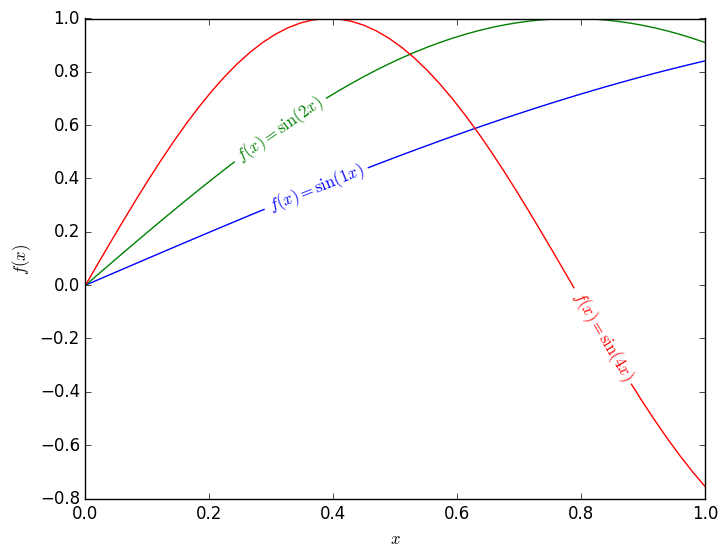 1.0
0.8
0.6
0.4
0.2
0.0
−0.2
−0.4
−0.6
−0.8
f(x)
f(x) = sin(2x)
f(x) = sin(1x)
f(x) = sin(4x)
0.0 0.2 0.4 0.6 0.8 1.0
x